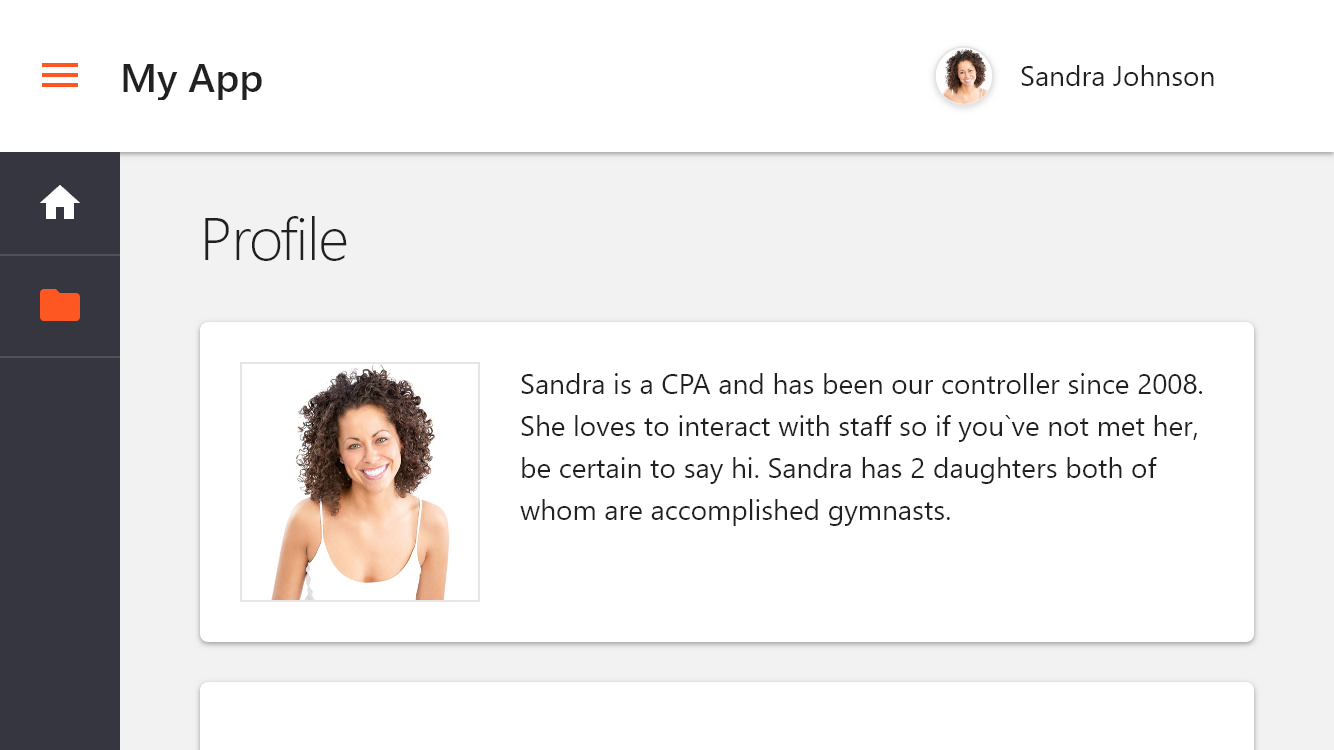 My App
Sandra Johnson
Profile
Sandra is a CPA and has been our controller since 2008.
She loves to interact with staff so if you`ve not met her,
be certain to say hi. Sandra has 2 daughters both of
whom are accomplished gymnasts.